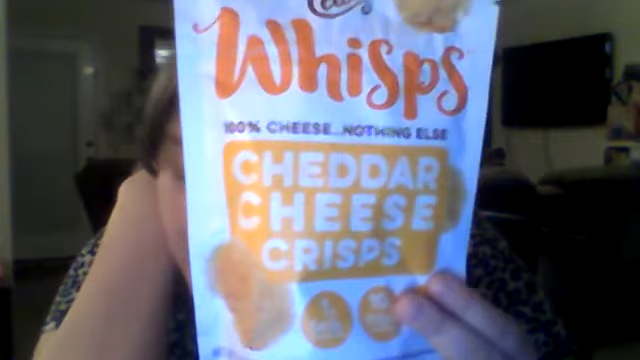 Whisps
100% CHEESE...NOTHING ELSE
CHEDDAR
CHEESE
CRISPS